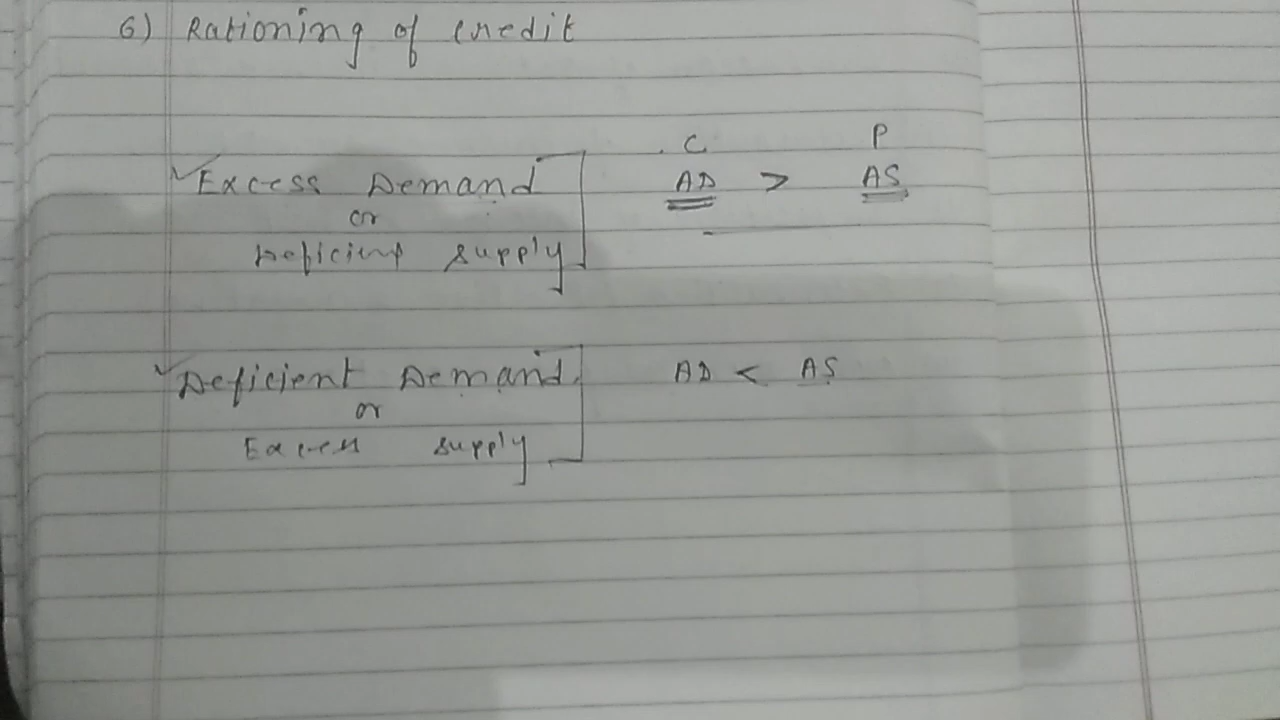 6) Rationing of credit
C P
Excess Demand AD > AS
or
Deficient supply
Deficient Demand AD < AS
or
Excess supply